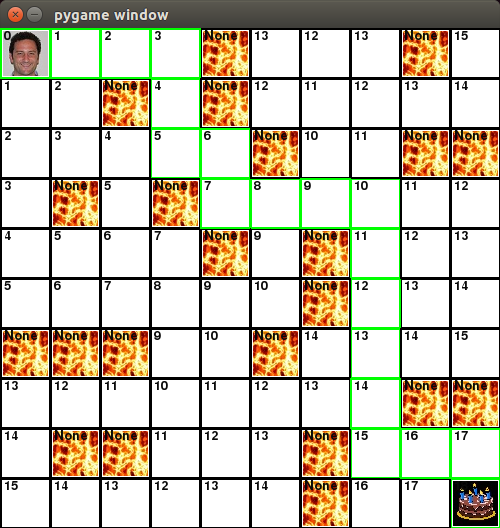 pygame window
0 1 2 3 None 13 12 13 None 15
1 2 None 4 None 12 11 12 13 14
2 3 4 5 6 None 10 11 None None
3 None 5 None 7 8 9 10 11 12
4 5 6 7 None 9 None 11 12 13
5 6 7 8 9 10 None 12 13 14
None None None 9 10 None 14 13 14 15
13 12 11 10 11 12 13 14 None None
14 None None 11 12 13 None 15 16 17
15 14 13 12 13 14 None 16 17